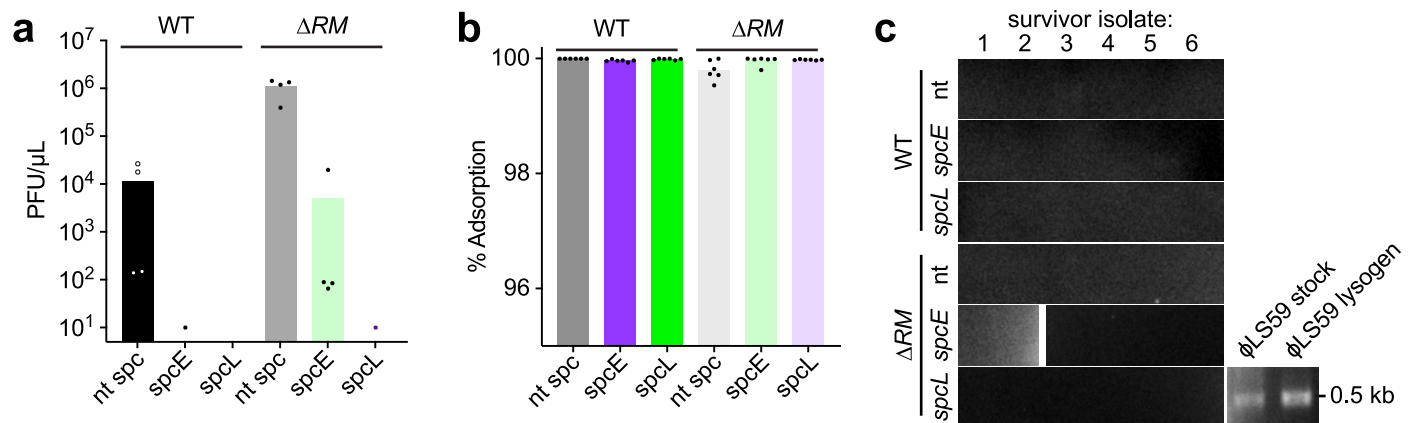 a
WT
ΔRM
10⁷
10⁶
10⁵
10⁴
10³
10²
10¹
PFU/µL
nt spc
spcE
spcL
nt spc
spcE
spcL
b
WT
ΔRM
100
98
96
% Adsorption
nt spc
spcE
spcL
nt spc
spcE
spcL
c
survivor isolate:
1 2 3 4 5 6
WT
nt
spcE
spcL
ΔRM
nt
spcE
spcL
ϕLS59 stock
ϕLS59 lysogen
0.5 kb